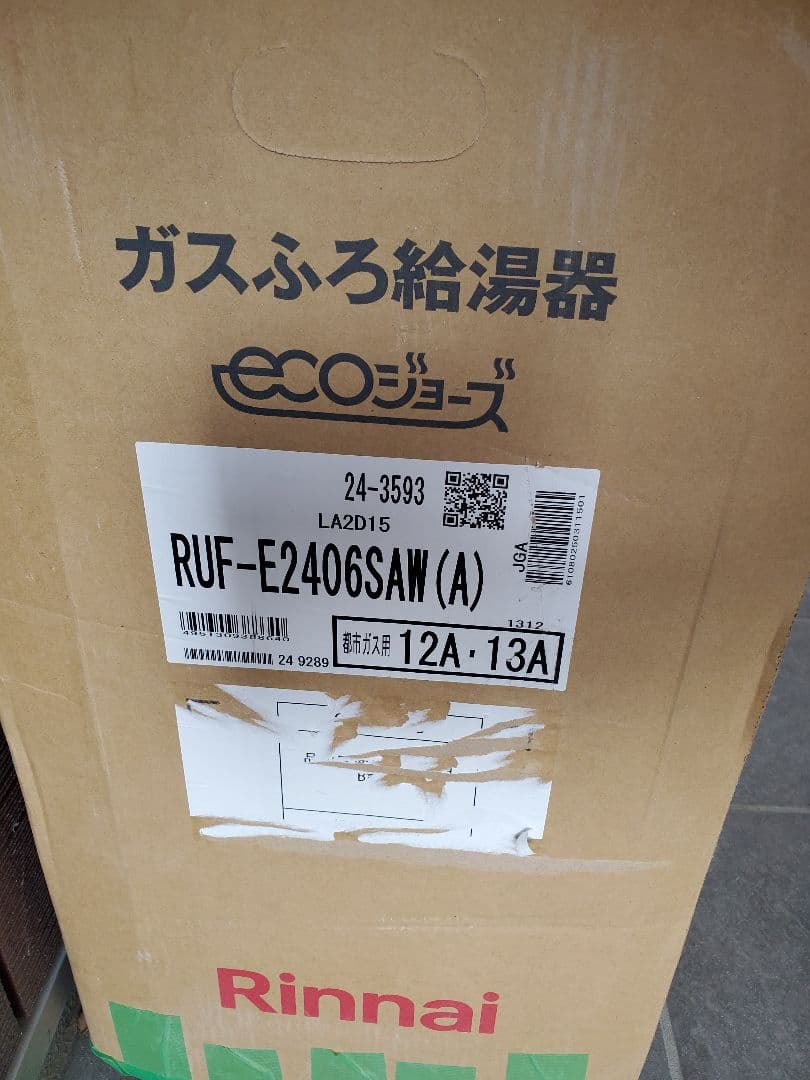 ガスふろ給湯器
ecoジョーズ
24-3593
LA2D15
RUF-E2406SAW(A)
JGA
61080250311501
1312
都市ガス用 12A・13A
24 9289
Rinnai